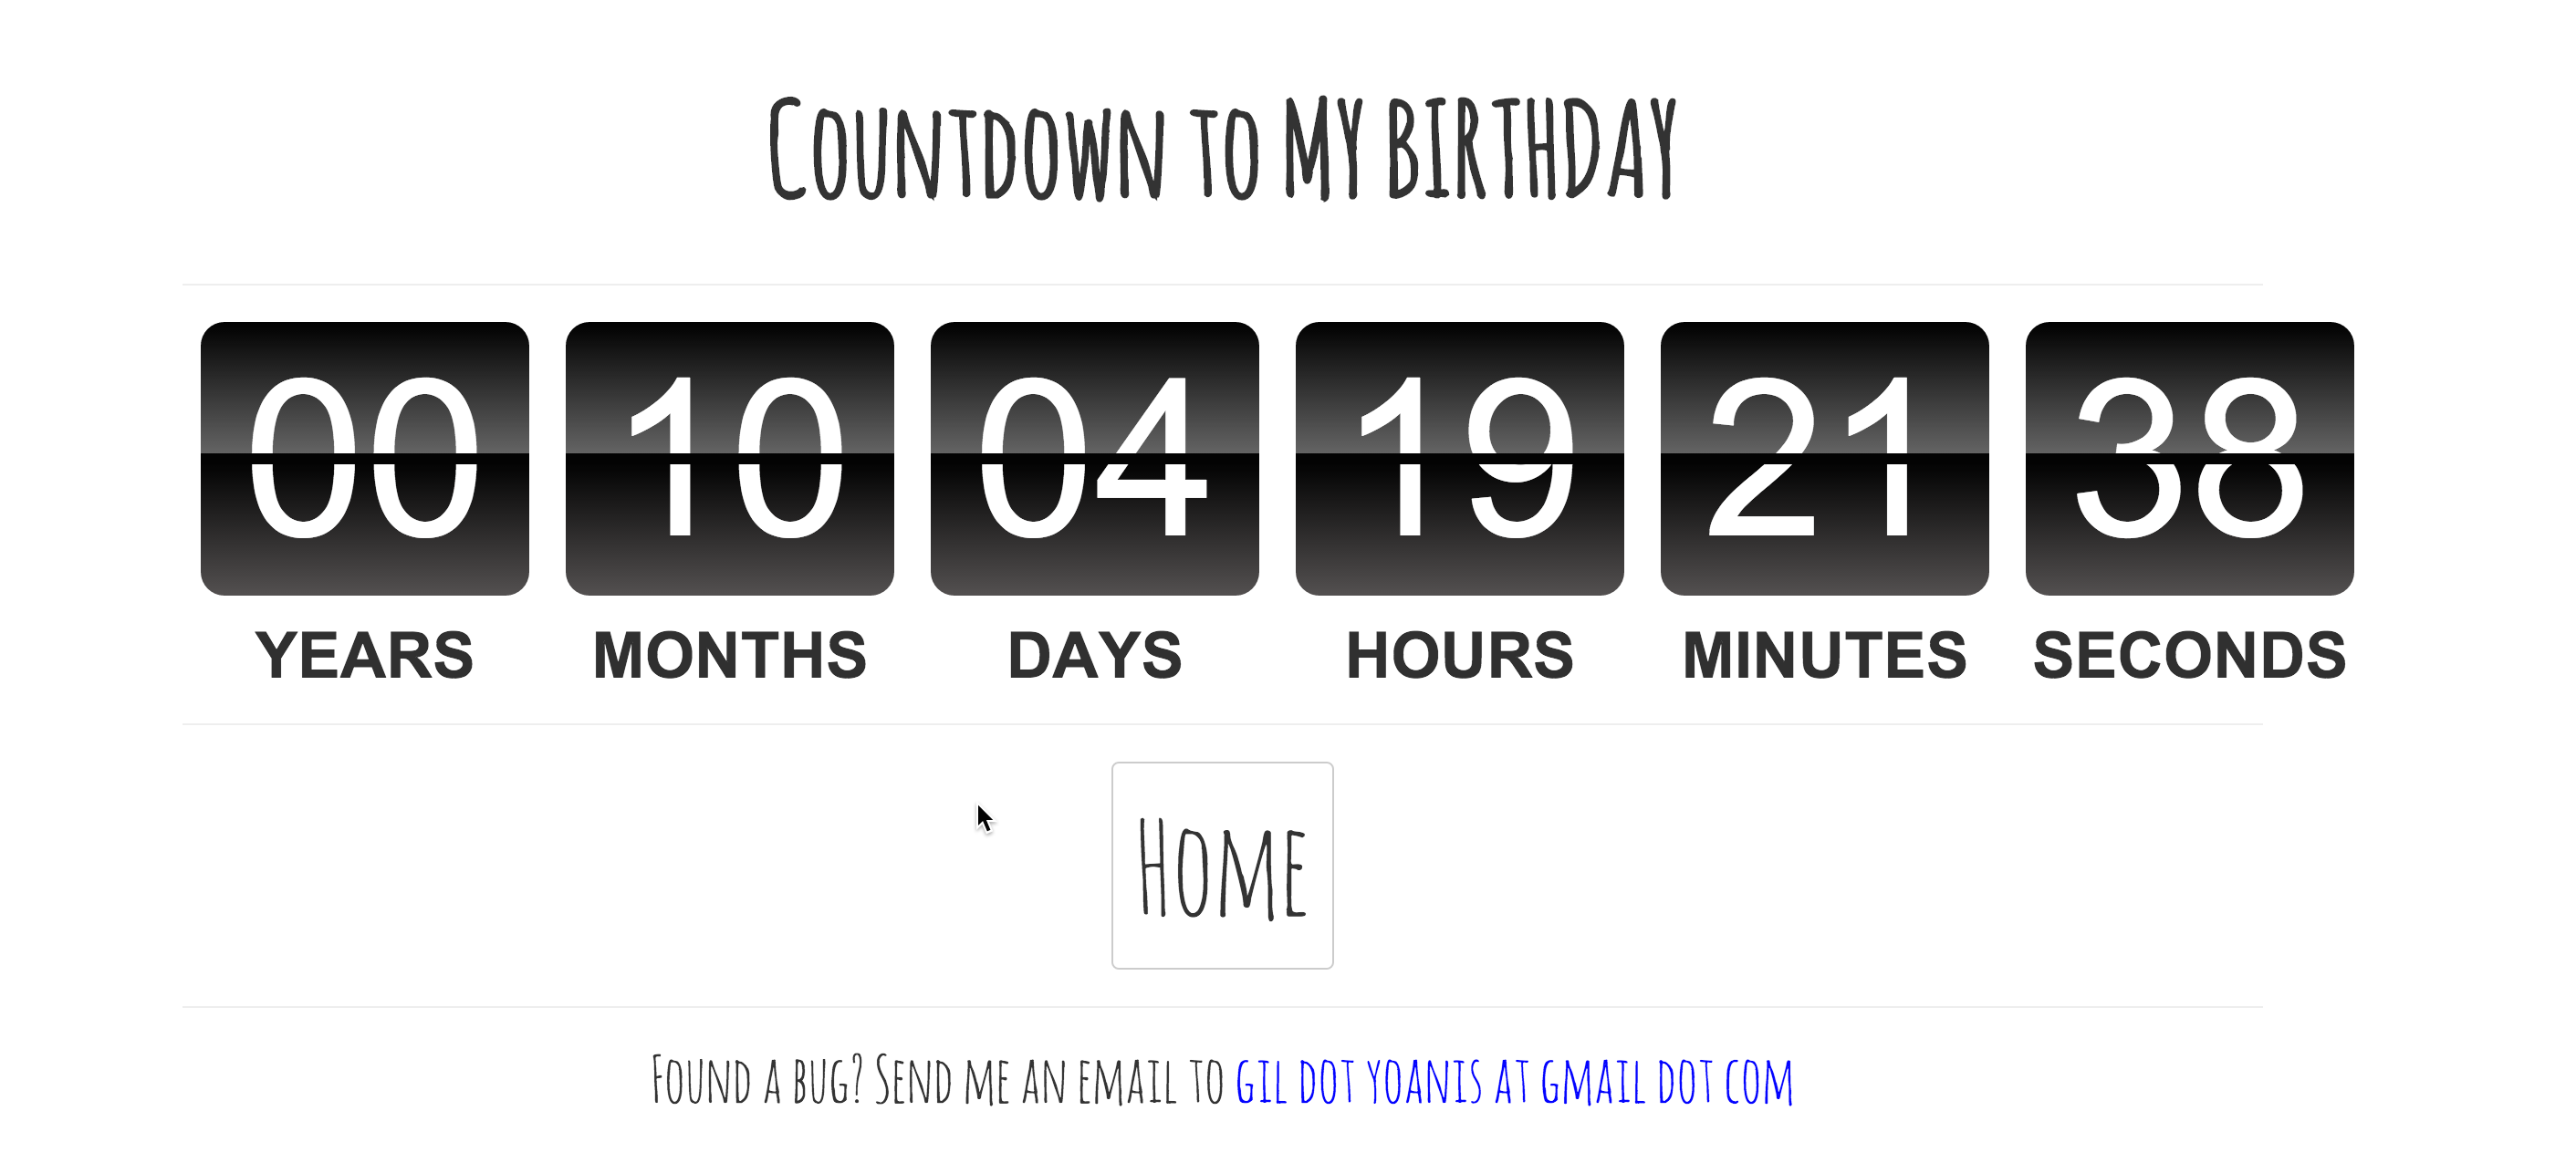 Countdown to MY BIRTHDAY
00 10 04 19 21 38
YEARS MONTHS DAYS HOURS MINUTES SECONDS
Home
Found a bug? Send me an email to gil dot yoanis at gmail dot com